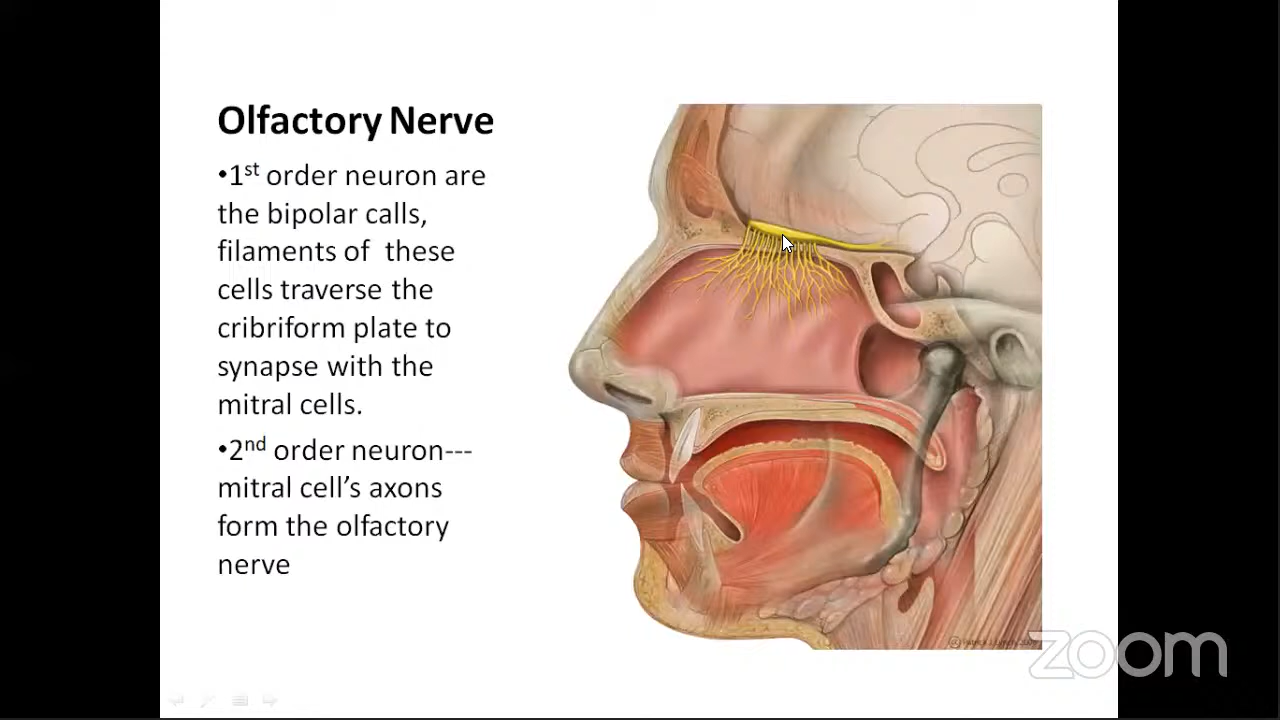 Olfactory Nerve
•1st order neuron are
the bipolar calls,
filaments of these
cells traverse the
cribriform plate to
synapse with the
mitral cells.
•2nd order neuron---
mitral cell's axons
form the olfactory
nerve
zoom